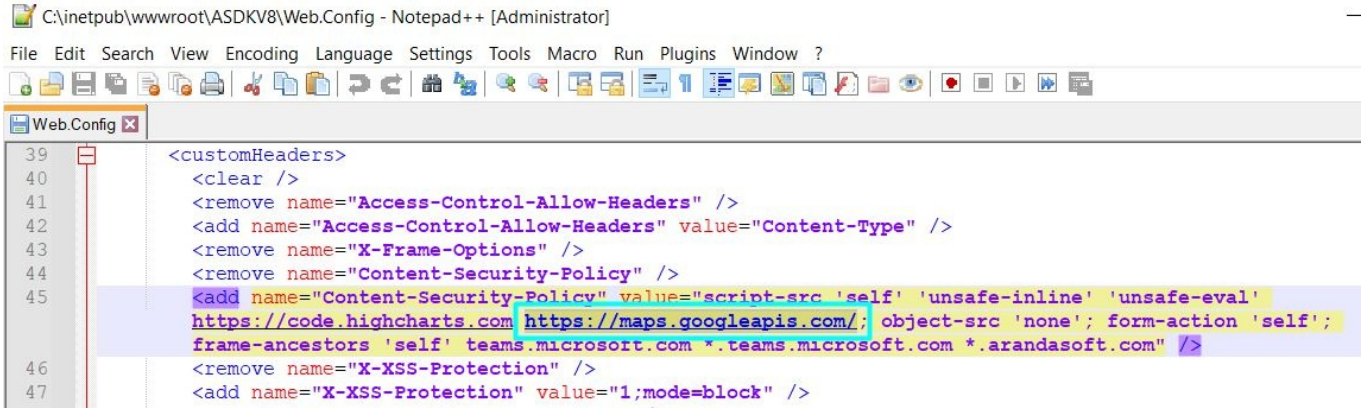 C:\inetpub\wwwroot\ASDKV8\Web.Config - Notepad++ [Administrator]
File Edit Search View Encoding Language Settings Tools Macro Run Plugins Window ?
Web.Config
39 <customHeaders>
40 <clear />
41 <remove name="Access-Control-Allow-Headers" />
42 <add name="Access-Control-Allow-Headers" value="Content-Type" />
43 <remove name="X-Frame-Options" />
44 <remove name="Content-Security-Policy" />
45 <add name="Content-Security-Policy" value="script-src 'self' 'unsafe-inline' 'unsafe-eval'
https://code.highcharts.com https://maps.googleapis.com/; object-src 'none'; form-action 'self';
frame-ancestors 'self' teams.microsoft.com *.teams.microsoft.com *.arandasoft.com" />
46 <remove name="X-XSS-Protection" />
47 <add name="X-XSS-Protection" value="1;mode=block" />